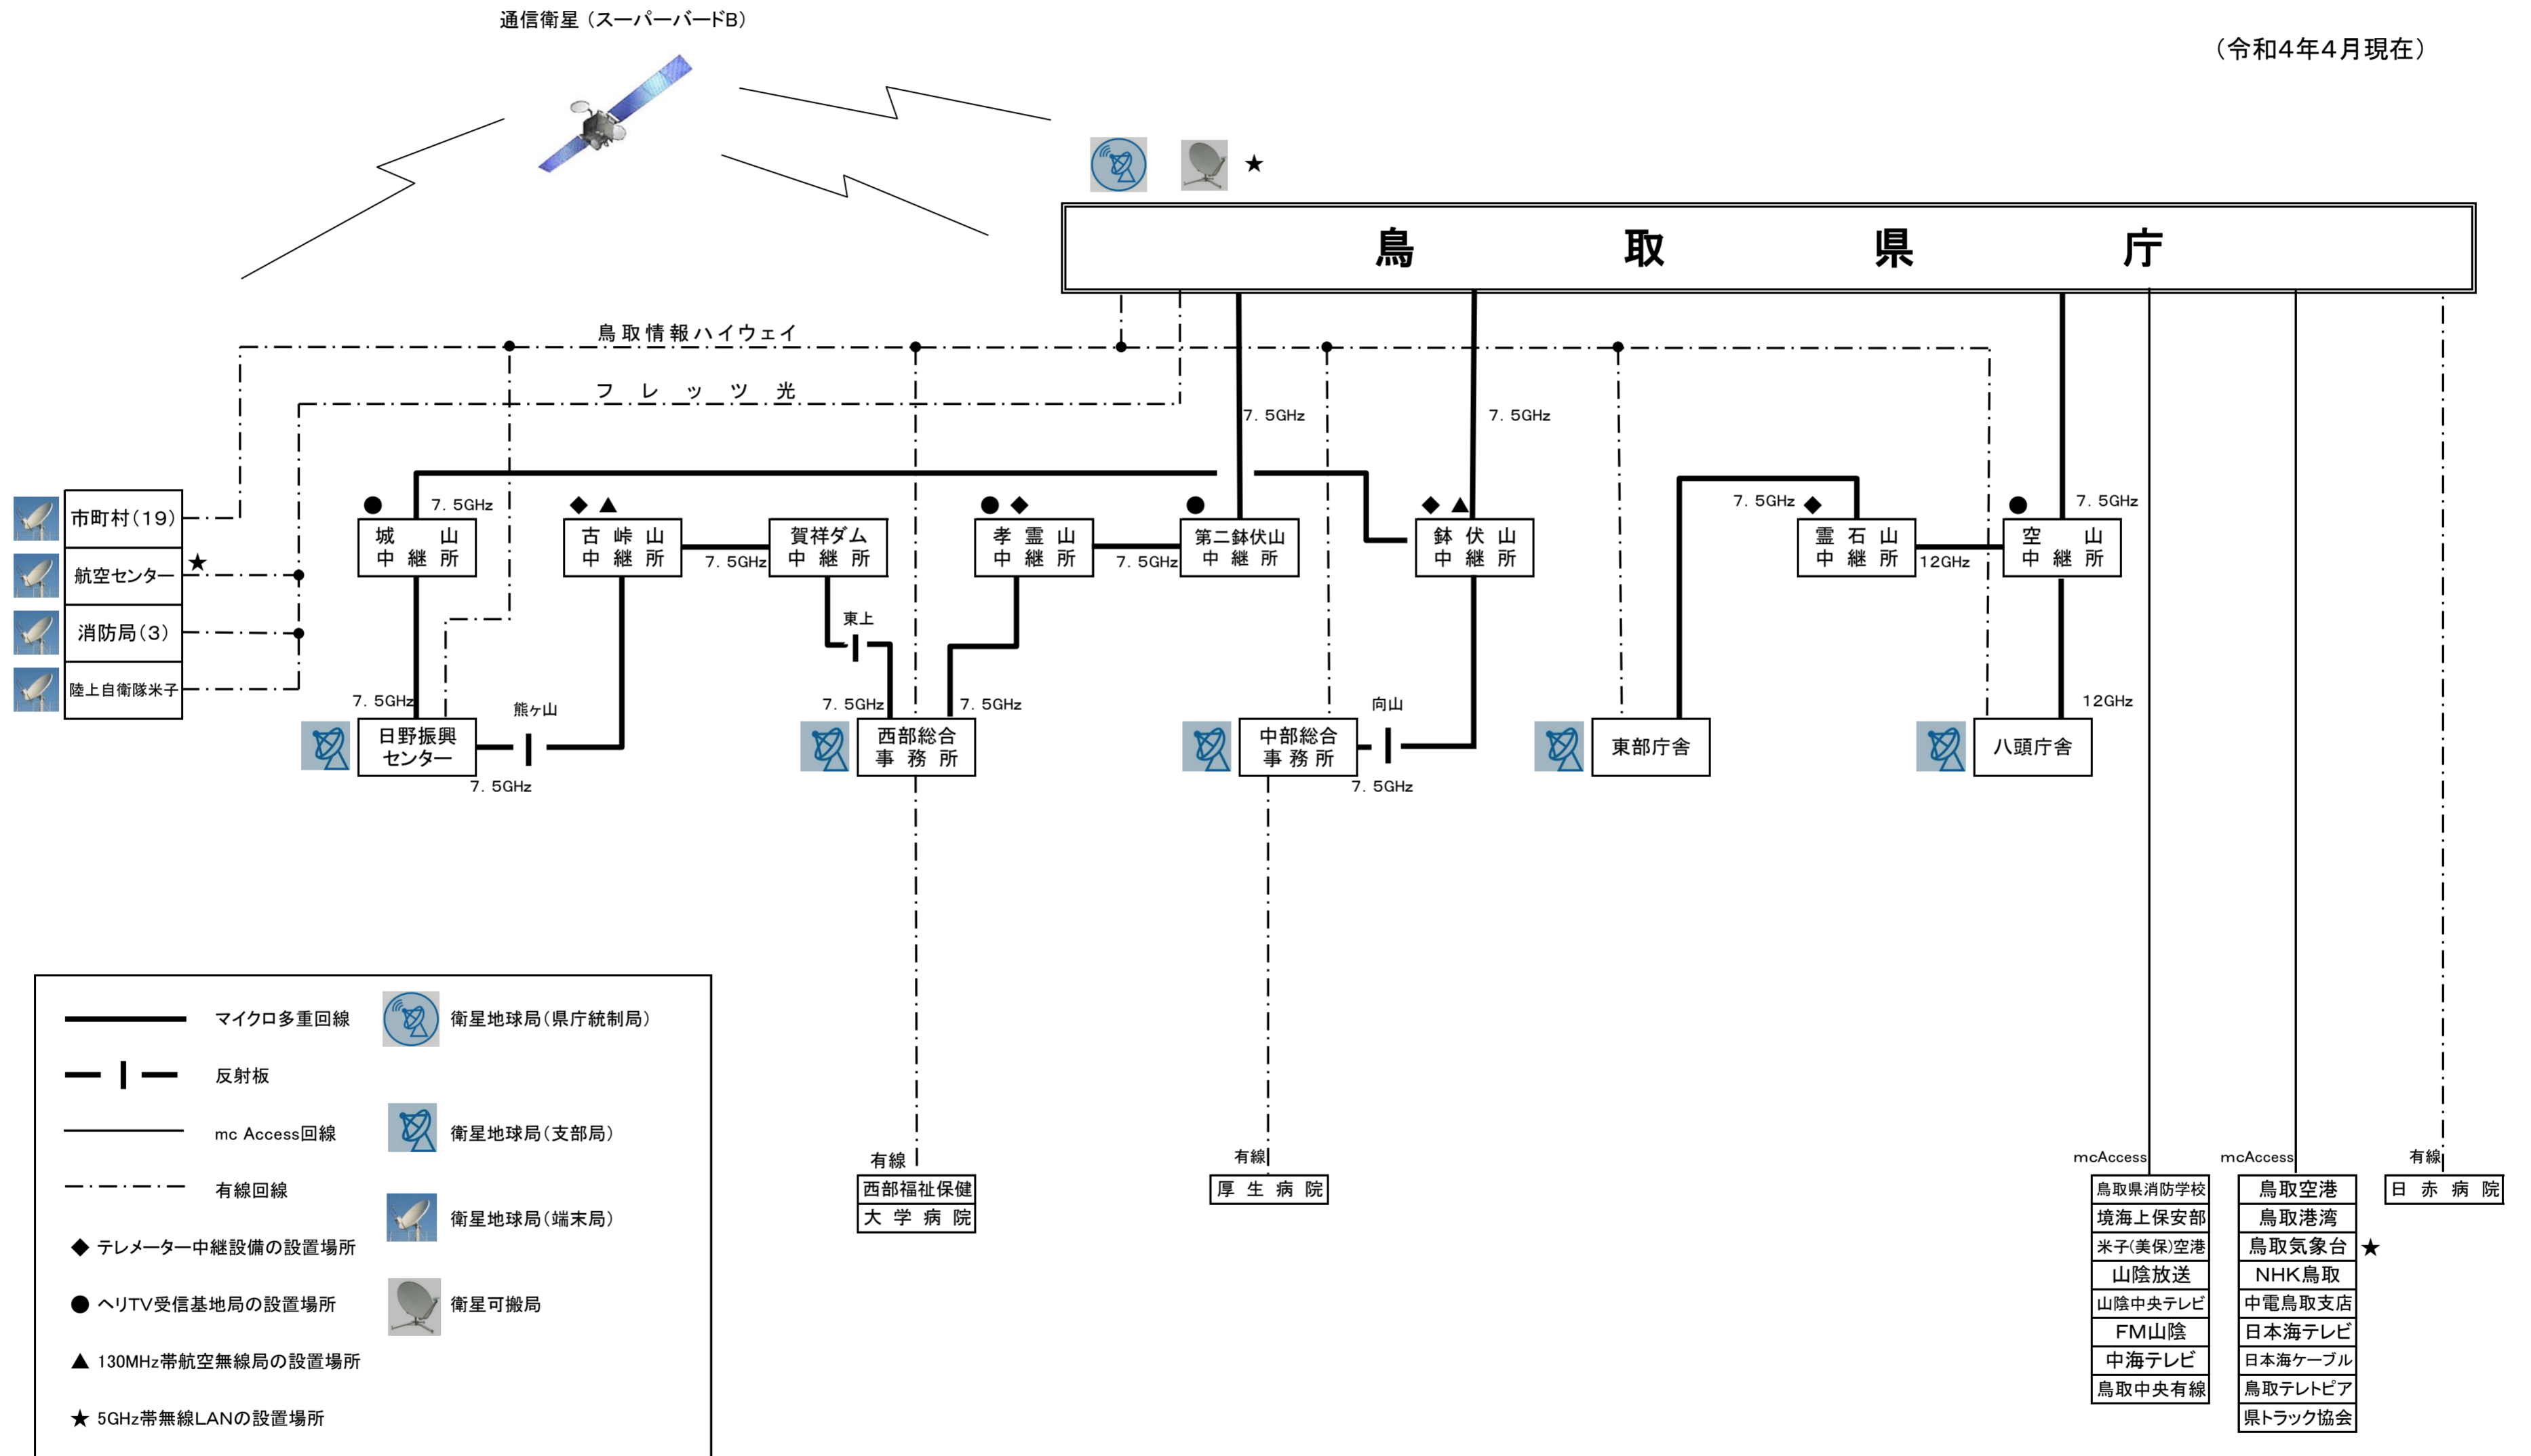 通信衛星（スーパーバードB）
（令和4年4月現在）
鳥取県庁
鳥取情報ハイウェイ
フレッツ光
7.5GHz
7.5GHz
市町村（19）
航空センター
★
消防局（3）
陸上自衛隊米子
★
●
7.5GHz
城山
中継所
◆▲
古峠山
中継所
7.5GHz
賀祥ダム
中継所
●◆
孝霊山
中継所
7.5GHz
●
第二鉢伏山
中継所
◆▲
鉢伏山
中継所
7.5GHz
◆
霊石山
中継所
12GHz
●
7.5GHz
空山
中継所
東上
7.5GHz
熊ヶ山
7.5GHz
7.5GHz
向山
12GHz
日野振興
センター
7.5GHz
西部総合
事務所
中部総合
事務所
7.5GHz
東部庁舎
八頭庁舎
有線
西部福祉保健
大学病院
有線
厚生病院
mcAccess
鳥取県消防学校
境海上保安部
米子(美保)空港
山陰放送
山陰中央テレビ
FM山陰
中海テレビ
鳥取中央有線
mcAccess
鳥取空港
鳥取港湾
鳥取気象台
★
NHK鳥取
中電鳥取支店
日本海テレビ
日本海ケーブル
鳥取テレトピア
県トラック協会
有線
日赤病院
マイクロ多重回線
衛星地球局（県庁統制局）
反射板
mc Access回線
衛星地球局（支部局）
有線回線
衛星地球局（端末局）
◆ テレメーター中継設備の設置場所
● ヘリTV受信基地局の設置場所
衛星可搬局
▲ 130MHz帯航空無線局の設置場所
★ 5GHz帯無線LANの設置場所